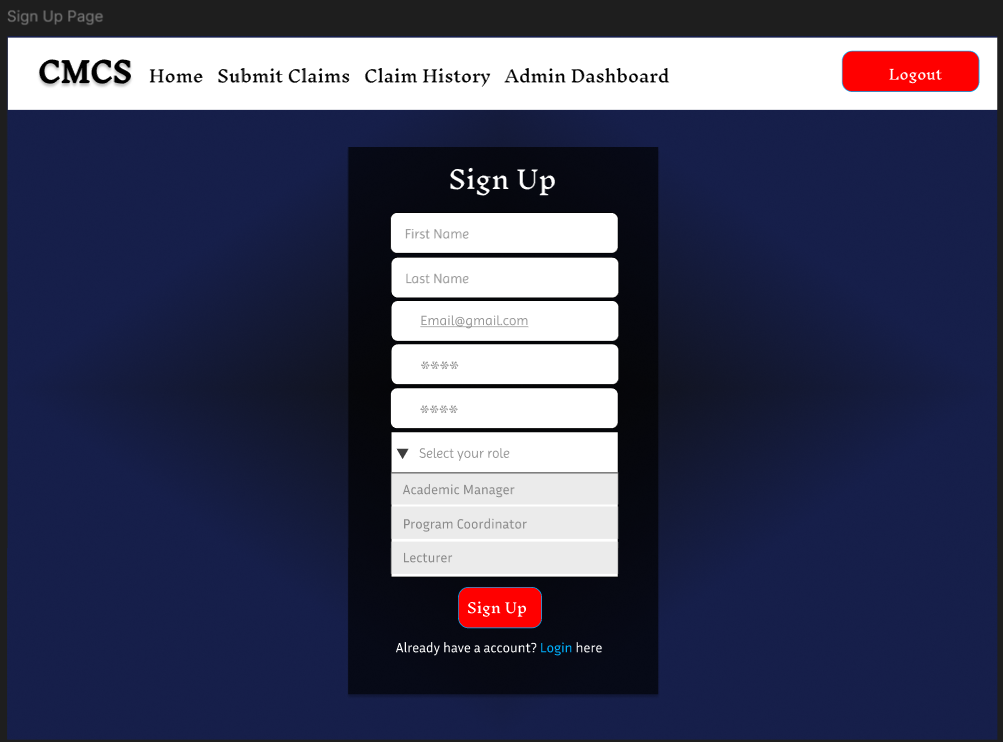 Sign Up Page
CMCS Home Submit Claims Claim History Admin Dashboard Logout
Sign Up
First Name
Last Name
Email@gmail.com
****
****
Select your role
Academic Manager
Program Coordinator
Lecturer
Sign Up
Already have a account? Login here